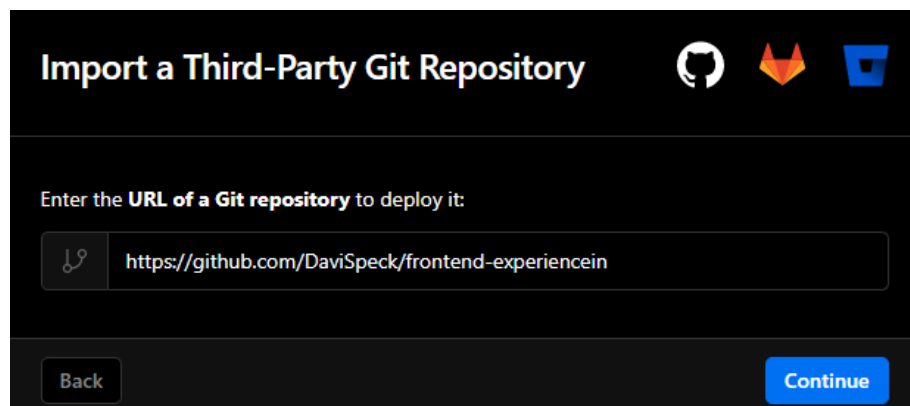 Import a Third-Party Git Repository
Enter the URL of a Git repository to deploy it:
https://github.com/DaviSpeck/frontend-experiencein
Back
Continue